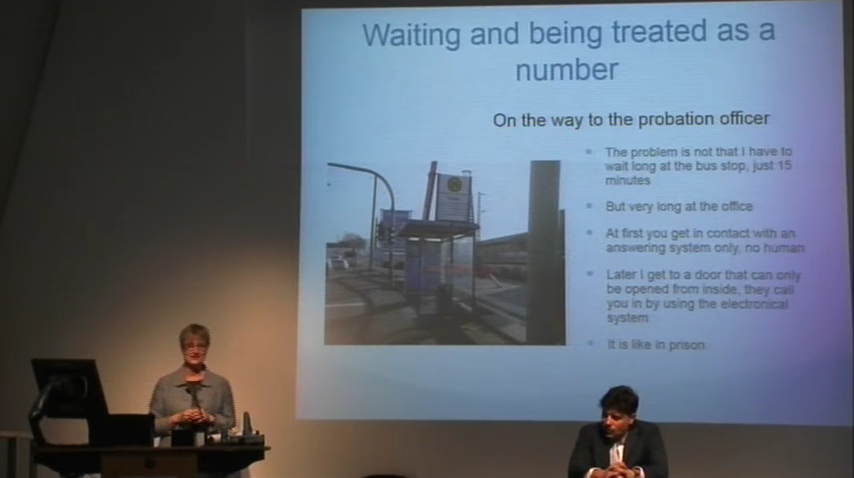 Waiting and being treated as a
number
On the way to the probation officer
The problem is not that I have to
wait long at the bus stop, just 15
minutes
But very long at the office
At first you get in contact with an
answering system only, no human
Later I get to a door that can only
be opened from inside, they call
you in by using the electronical
system
It is like in prison